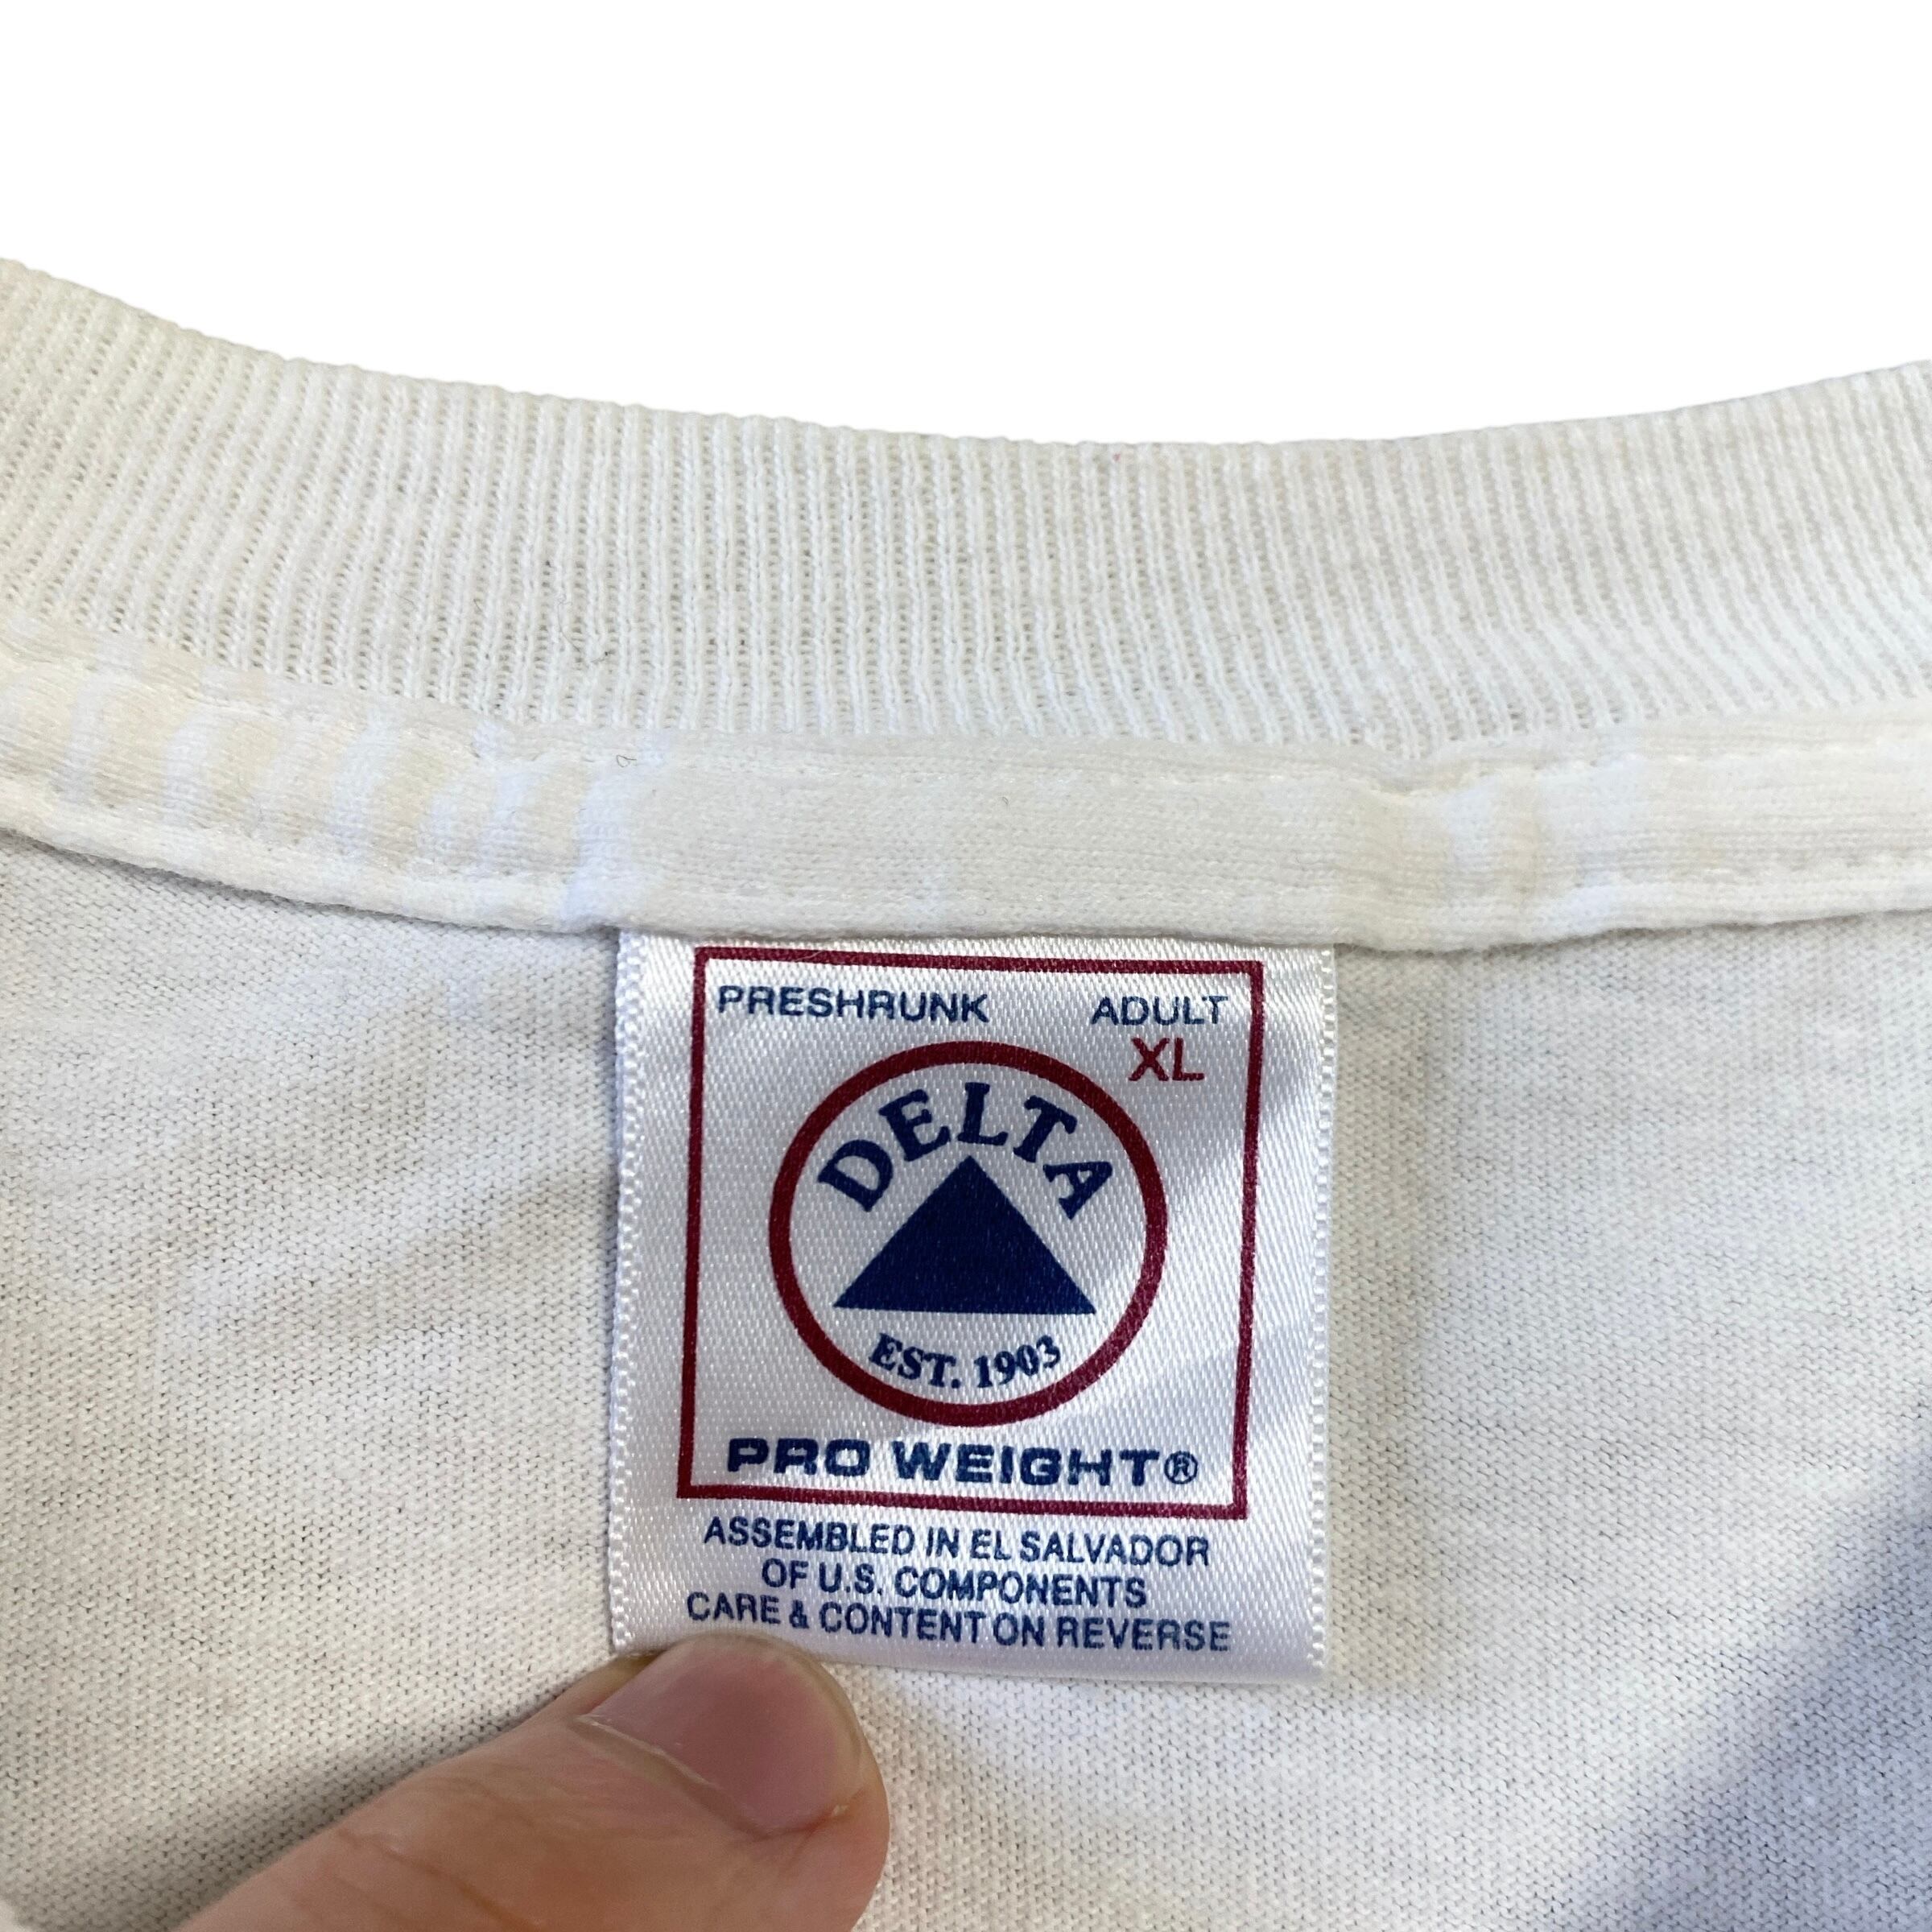 PRESHRUNK ADULT
XL
DELTA
EST. 1903
PRO WEIGHT®
ASSEMBLED IN EL SALVADOR
OF U.S. COMPONENTS
CARE & CONTENT ON REVERSE